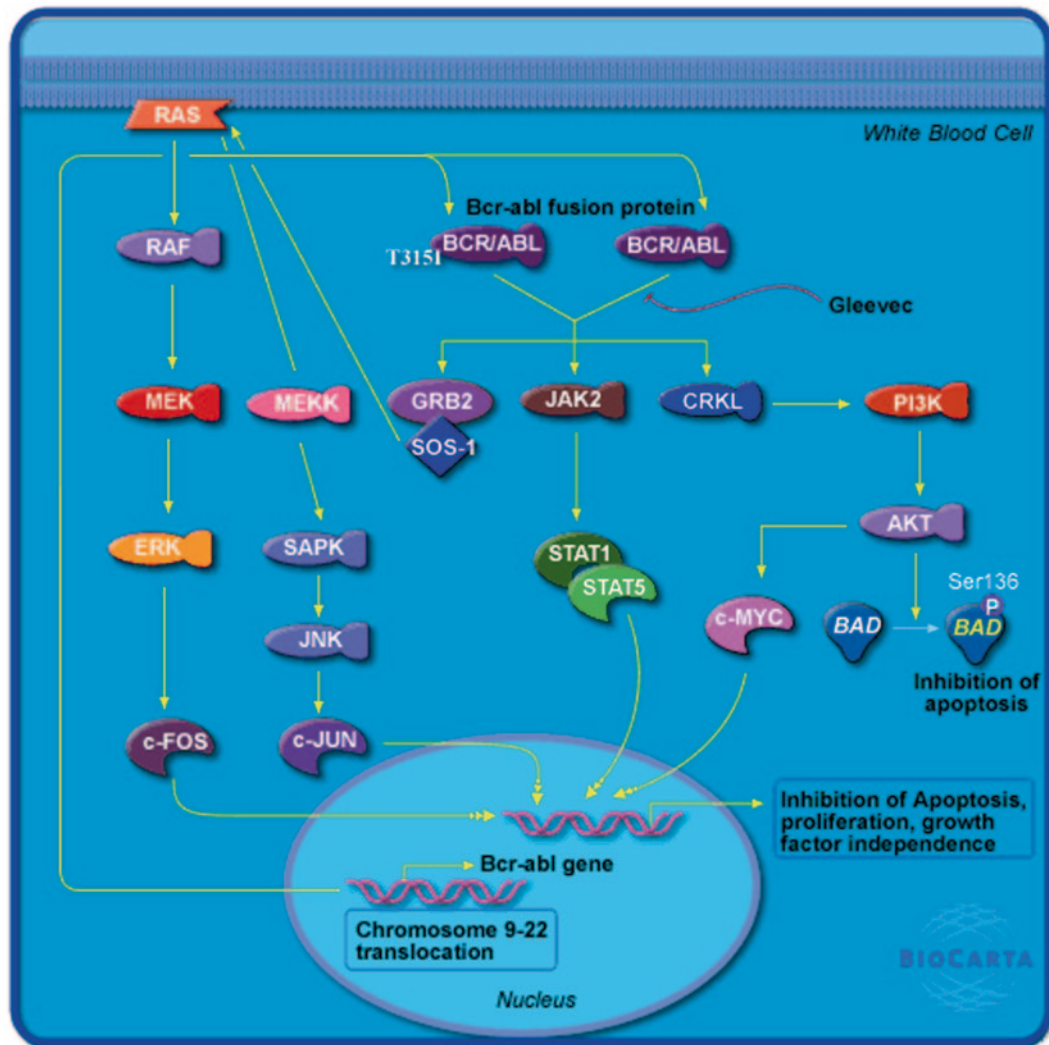 RAS
White Blood Cell
Bcr-abl fusion protein
RAF
T315I
BCR/ABL
BCR/ABL
Gleevec
MEK
MEKK
GRB2
JAK2
CRKL
PI3K
SOS-1
AKT
ERK
SAPK
STAT1
STAT5
Ser136
P
c-MYC
BAD
BAD
JNK
Inhibition of
apoptosis
c-FOS
c-JUN
Inhibition of Apoptosis,
proliferation, growth
factor independence
Bcr-abl gene
Chromosome 9-22
translocation
Nucleus
BIOCARTA